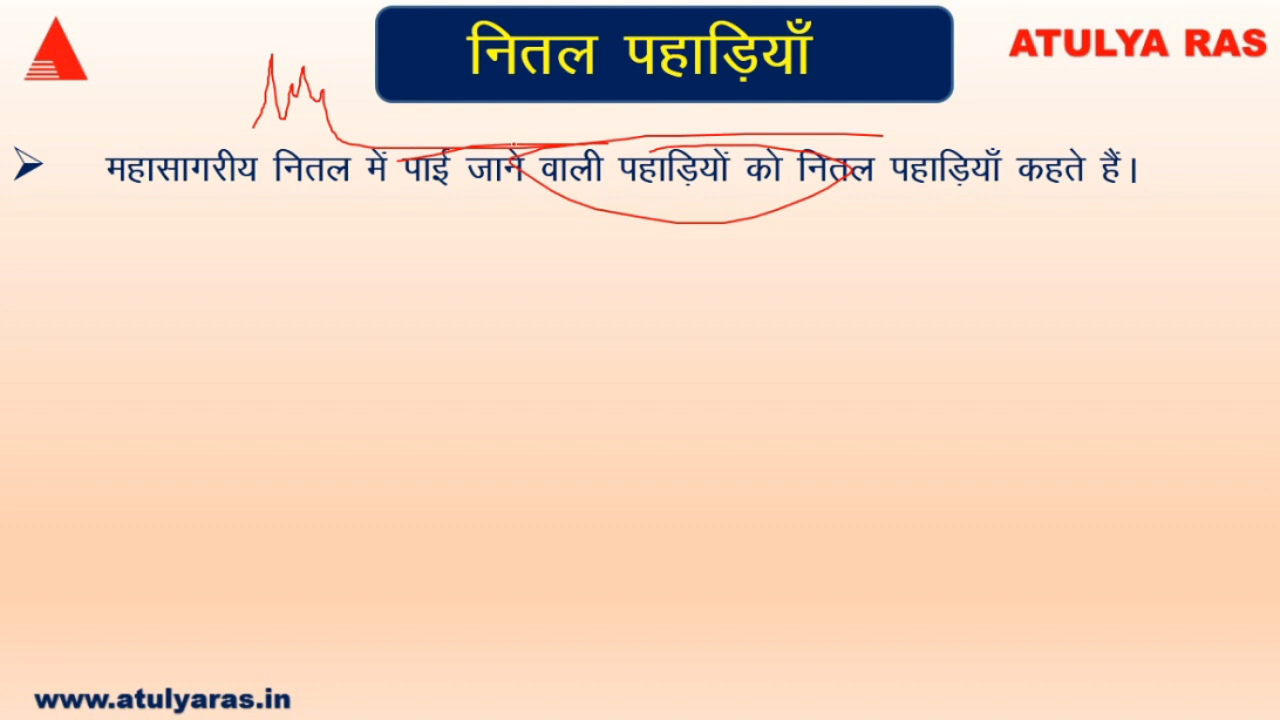 नितल पहाड़ियाँ
ATULYA RAS
महासागरीय नितल में पाई जाने वाली पहाड़ियों को नितल पहाड़ियाँ कहते हैं।
www.atulyaras.in